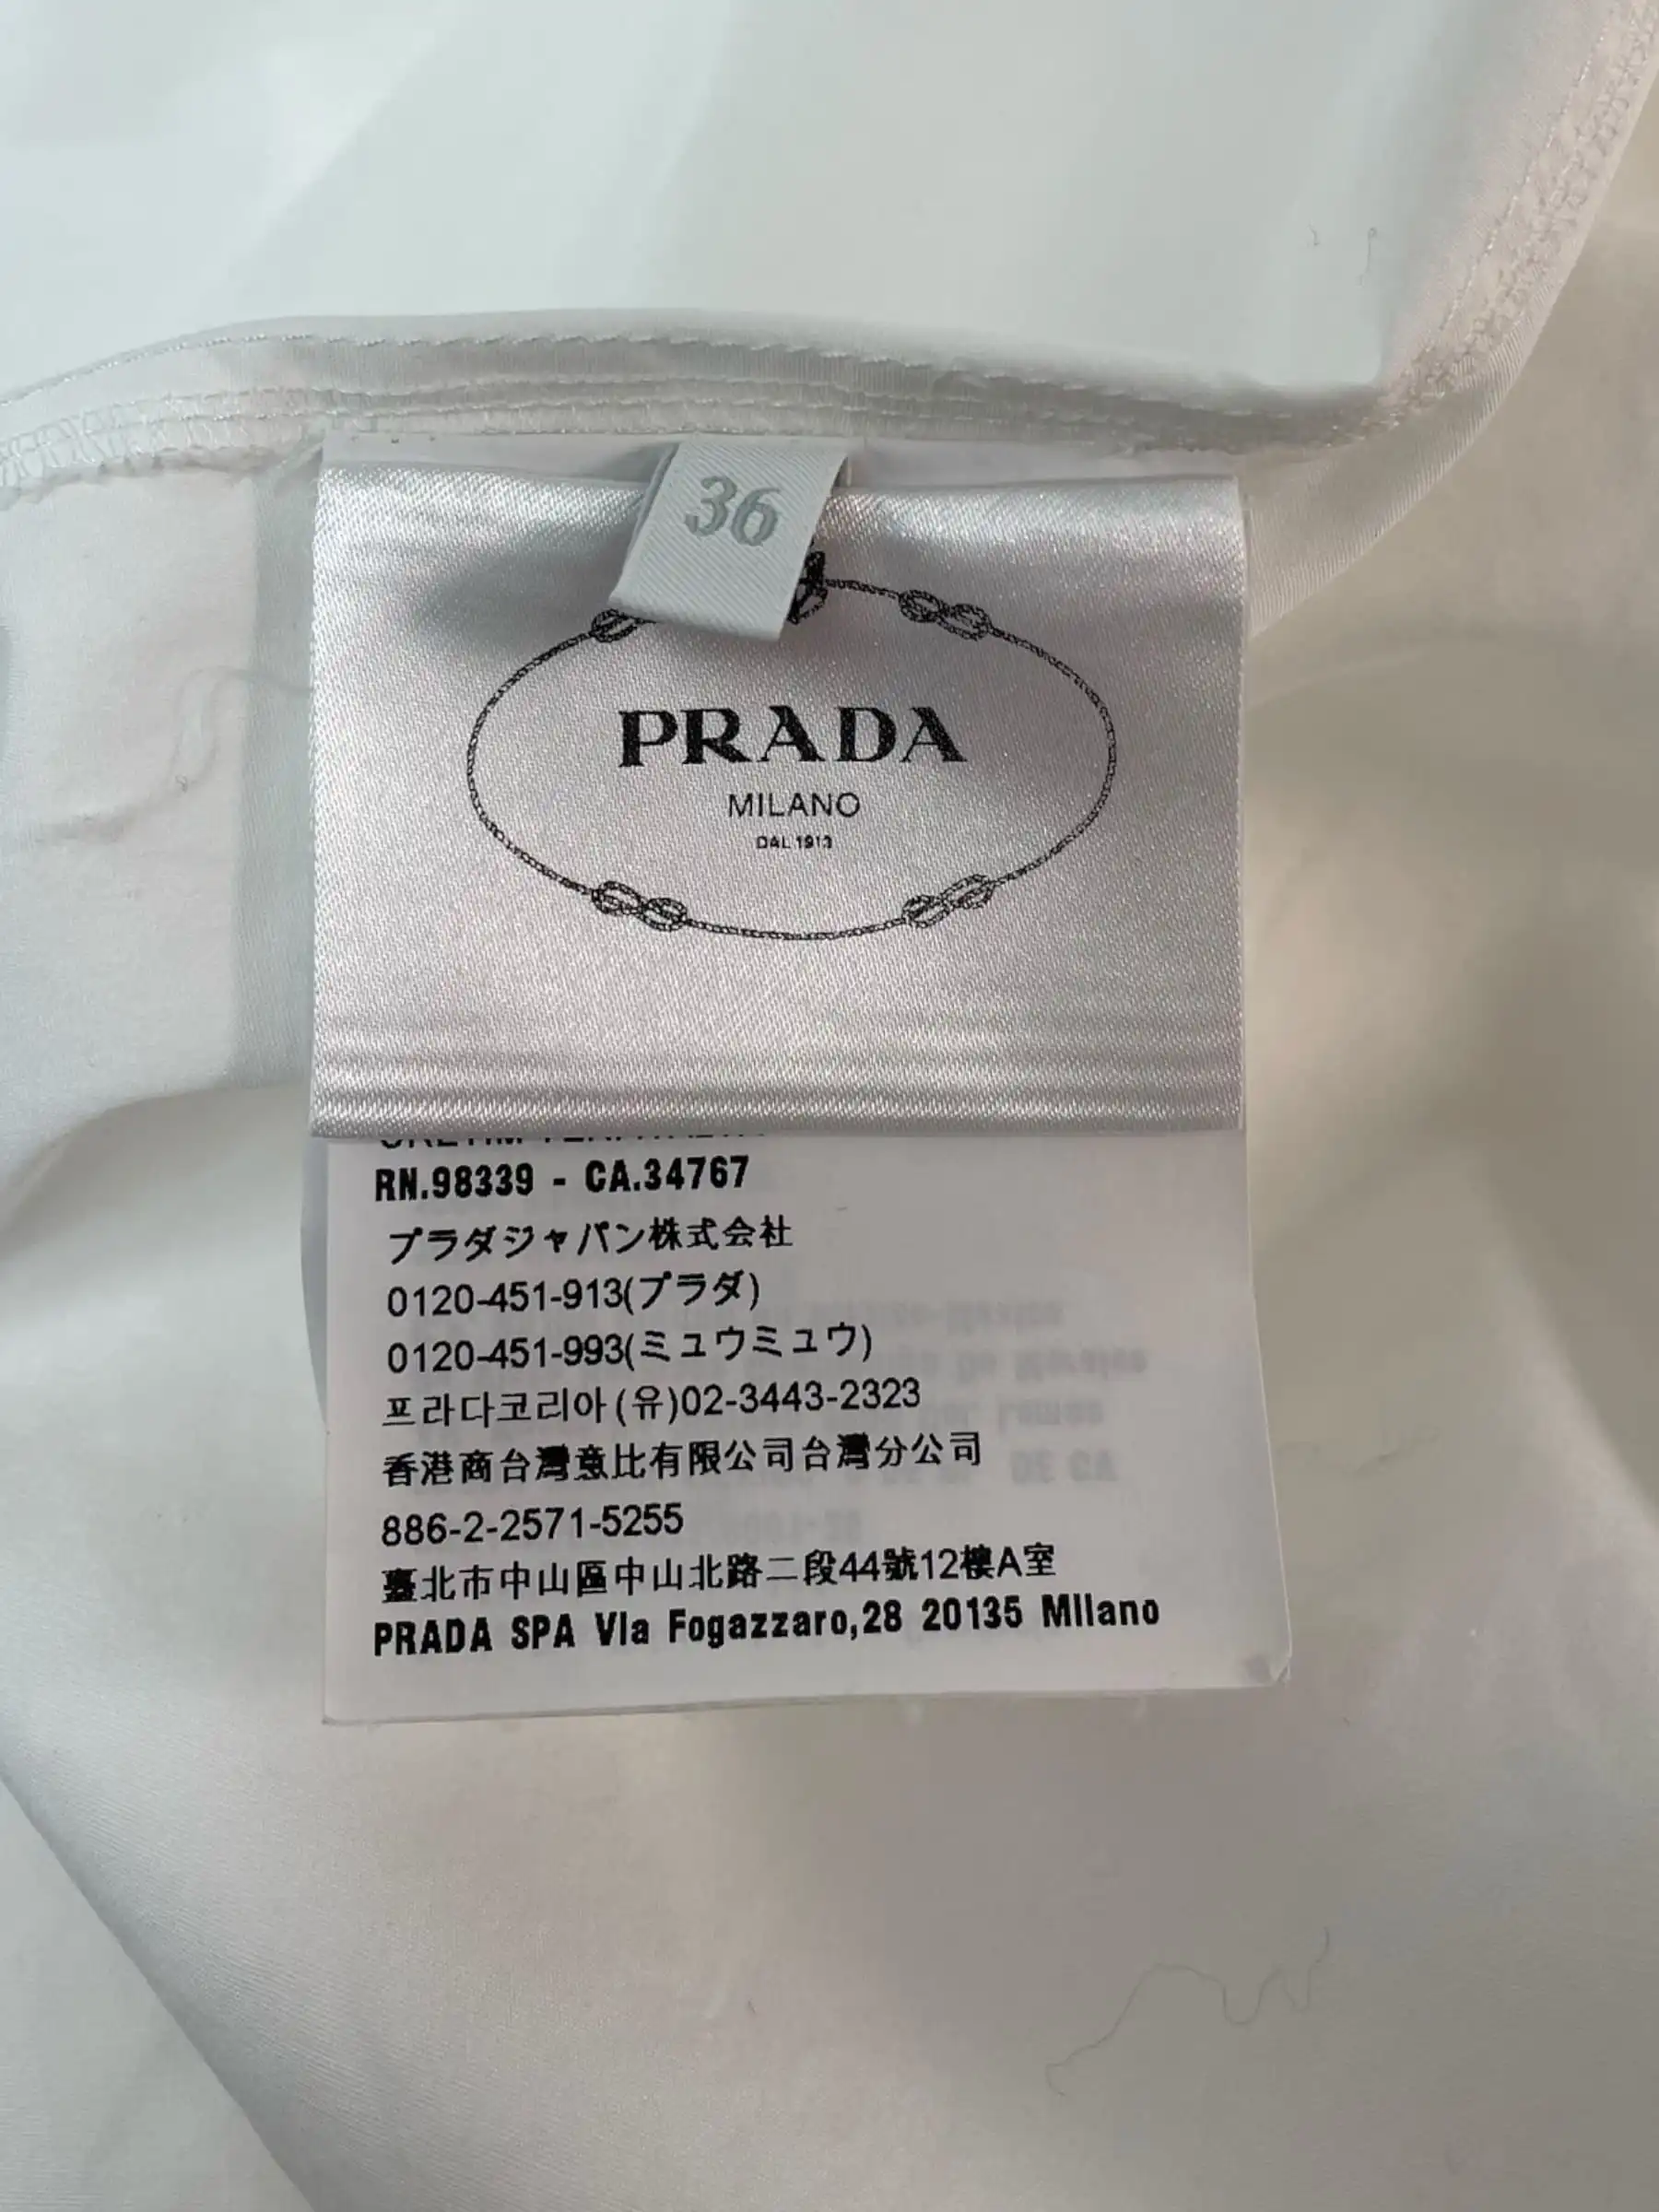 36
PRADA
MILANO
DAL 1913
RN.98339 - CA.34767
プラダジャパン株式会社
0120-451-913(プラダ)
0120-451-993(ミュウミュウ)
프라다코리아(유)02-3443-2323
香港商台灣意比有限公司台灣分公司
886-2-2571-5255
臺北市中山區中山北路二段44號12樓A室
PRADA SPA Via Fogazzaro,28 20135 Milano